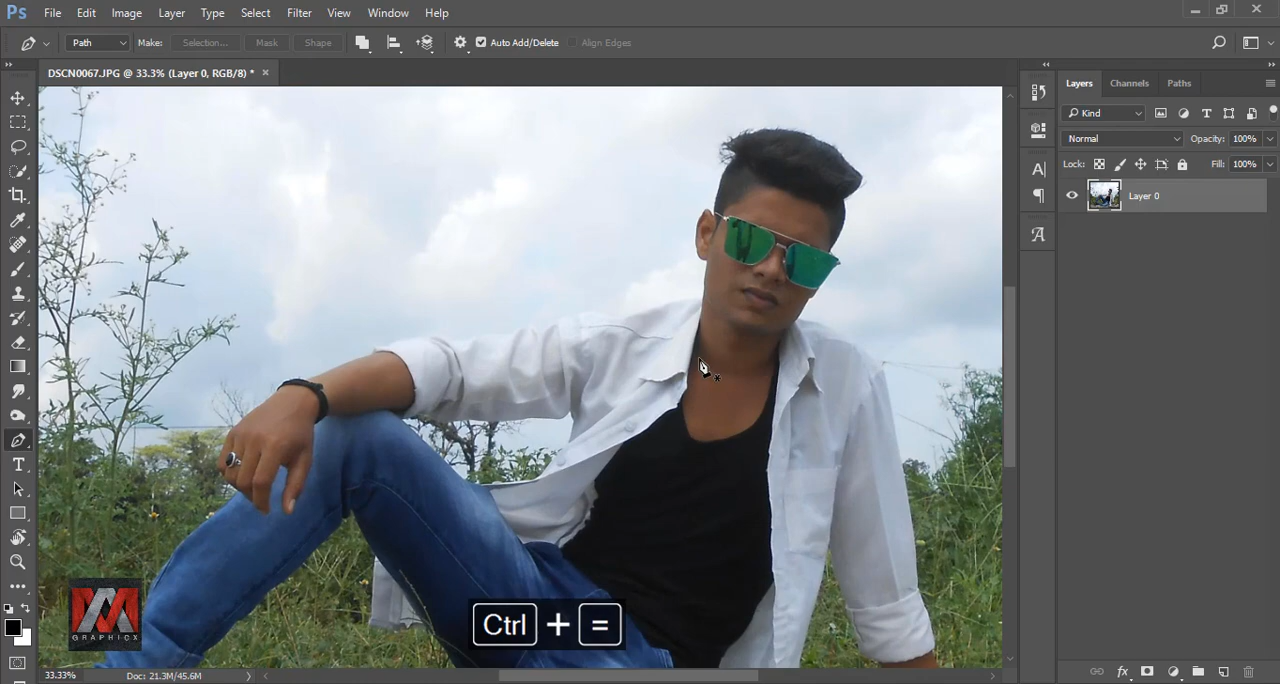 Ps File Edit Image Layer Type Select Filter View Window Help
Path Make: Selection... Mask Shape Auto Add/Delete Align Edges
DSCN0067.JPG @ 33.3% (Layer 0, RGB/8) * ×
Layers Channels Paths
Kind
Normal Opacity: 100%
Lock: Fill: 100%
Layer 0
Ctrl + =
GRAPHICX
33.33% Doc: 21.3M/45.6M